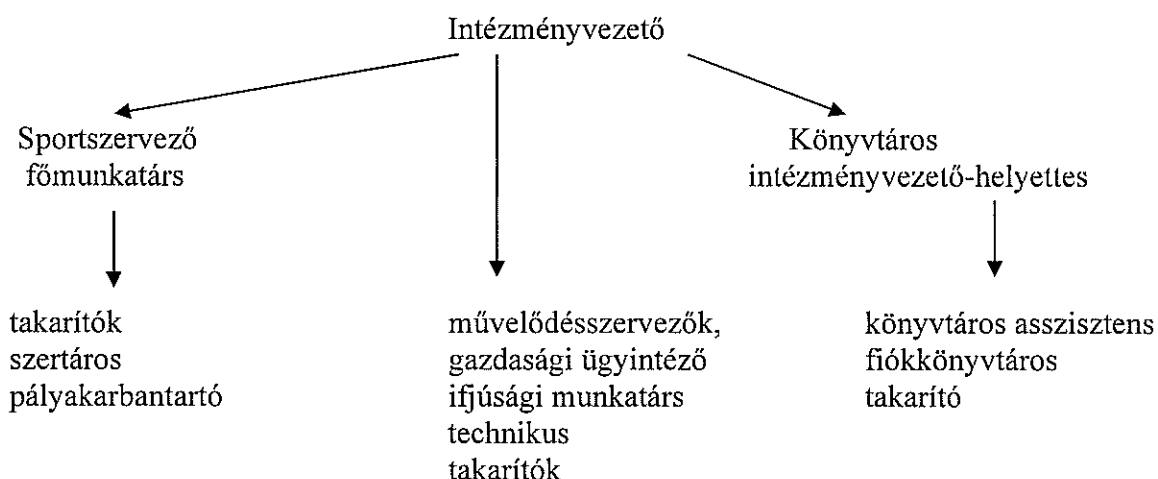 Intézményvezető
Sportszervező
főmunkatárs
Könyvtáros
intézményvezető-helyettes
takarítók
szertáros
pályakarbantartó
művelődésszervezők,
gazdasági ügyintéző
ifjúsági munkatárs
technikus
takarítók
könyvtáros asszisztens
fiókkönyvtáros
takarító